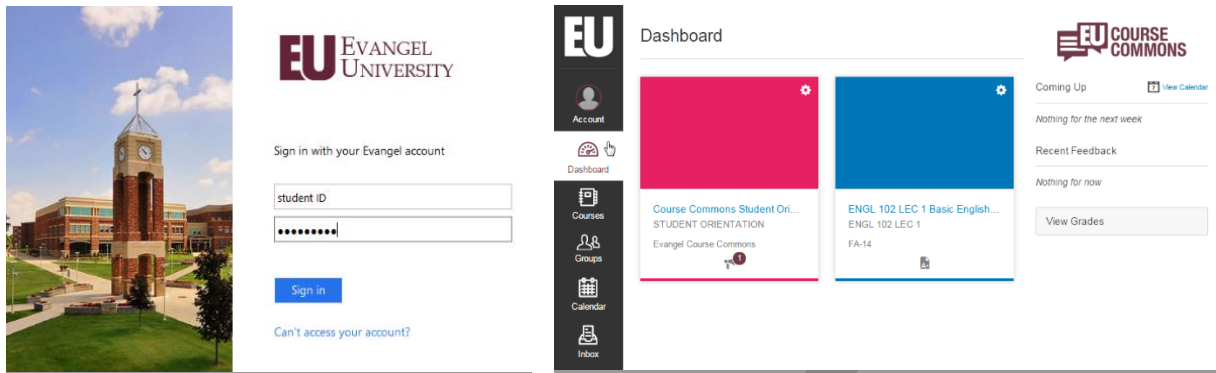 EU EVANGEL
UNIVERSITY
Sign in with your Evangel account
student ID
•••••••••
Sign in
Can't access your account?
EU
Account
Dashboard
Courses
Groups
Calendar
Inbox
Dashboard
Course Commons Student Ori...
STUDENT ORIENTATION
Evangel Course Commons
1
ENGL 102 LEC 1 Basic English...
ENGL 102 LEC 1
FA-14
EU COURSE
COMMONS
Coming Up
7 View Calendar
Nothing for the next week
Recent Feedback
Nothing for now
View Grades